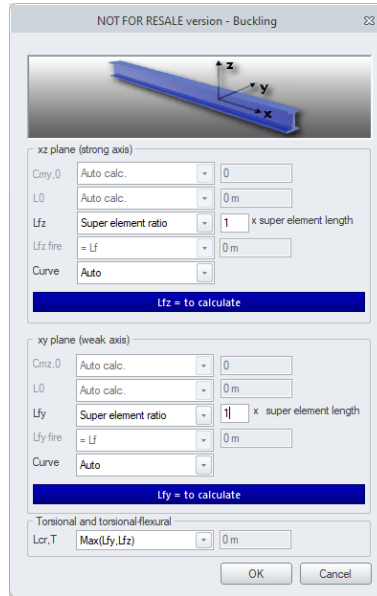 NOT FOR RESALE version - Buckling
z
y
x
xz plane (strong axis)
Cmy,0 Auto calc. 0
L0 Auto calc. 0 m
Lfz Super element ratio 1 x super element length
Lfz fire = Lf 0 m
Curve Auto
Lfz = to calculate
xy plane (weak axis)
Cmz,0 Auto calc. 0
L0 Auto calc. 0 m
Lfy Super element ratio 1 x super element length
Lfy fire = Lf 0 m
Curve Auto
Lfy = to calculate
Torsional and torsional-flexural
Lcr,T Max(Lfy,Lfz) 0 m
OK Cancel